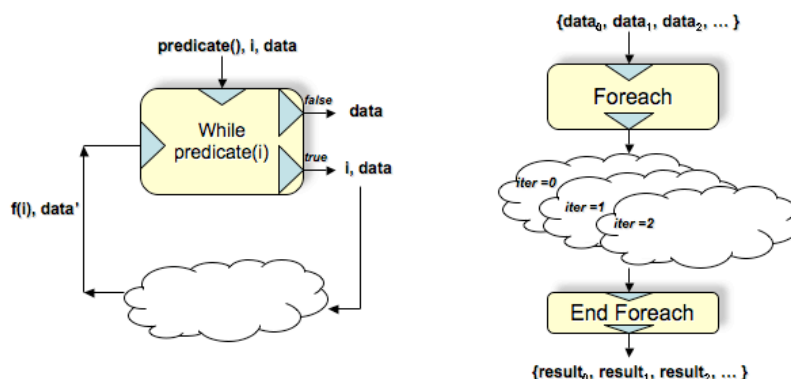 predicate(), i, data
While
predicate(i)
false
data
true
i, data
f(i), data'
{data0, data1, data2, ... }
Foreach
iter =0
iter =1
iter =2
End Foreach
{result0, result1, result2, ... }